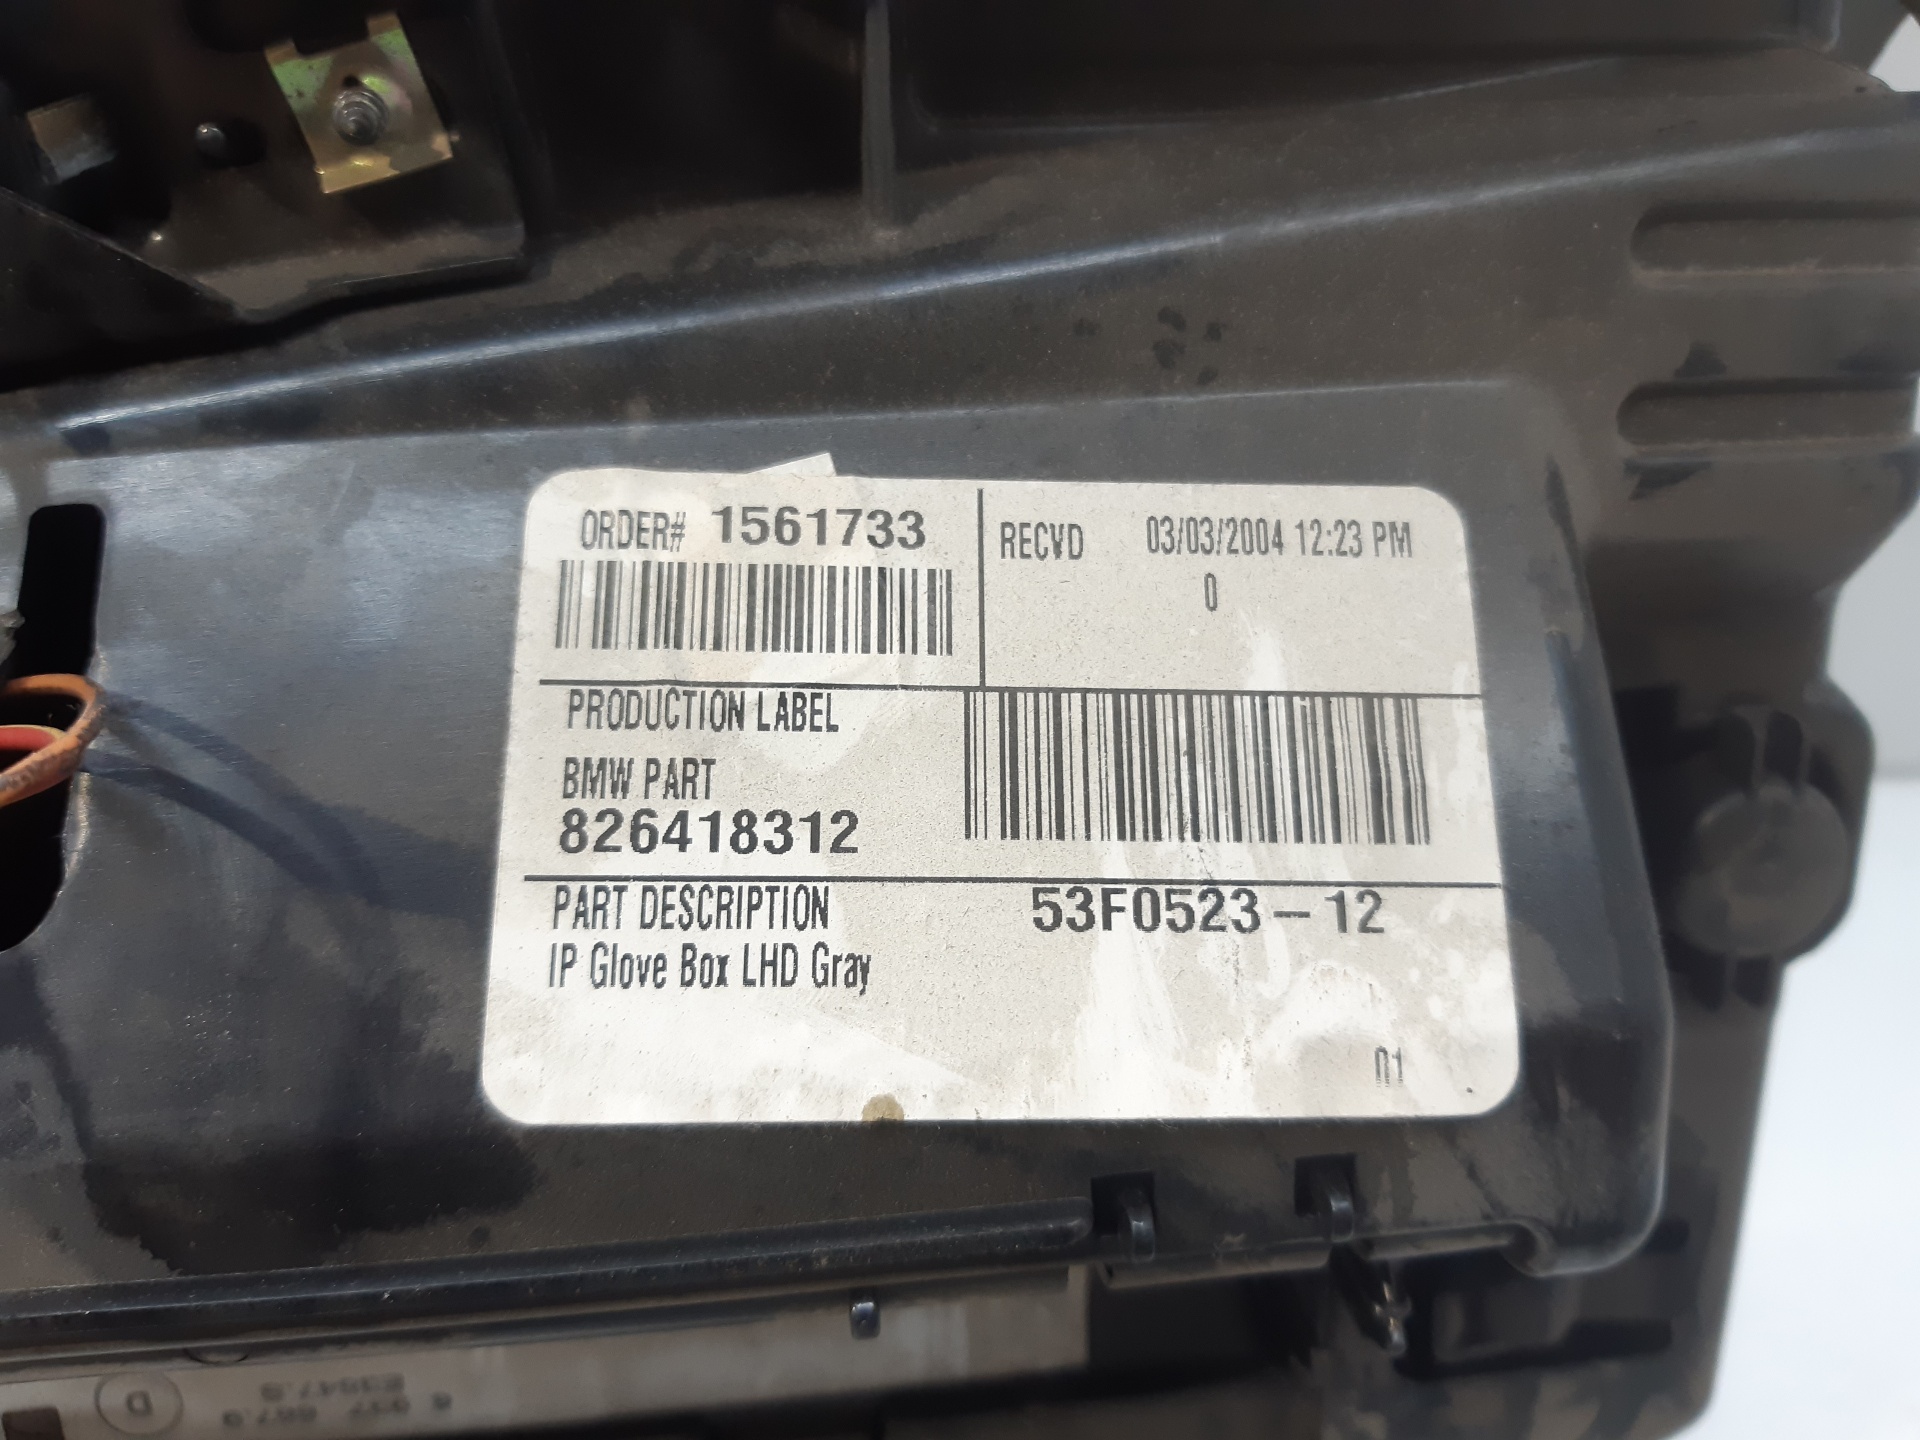 ORDER# 1561733
RECVD 03/03/2004 12:23 PM
0
PRODUCTION LABEL
BMW PART
826418312
PART DESCRIPTION 53F0523-12
IP Glove Box LHD Gray
01
D